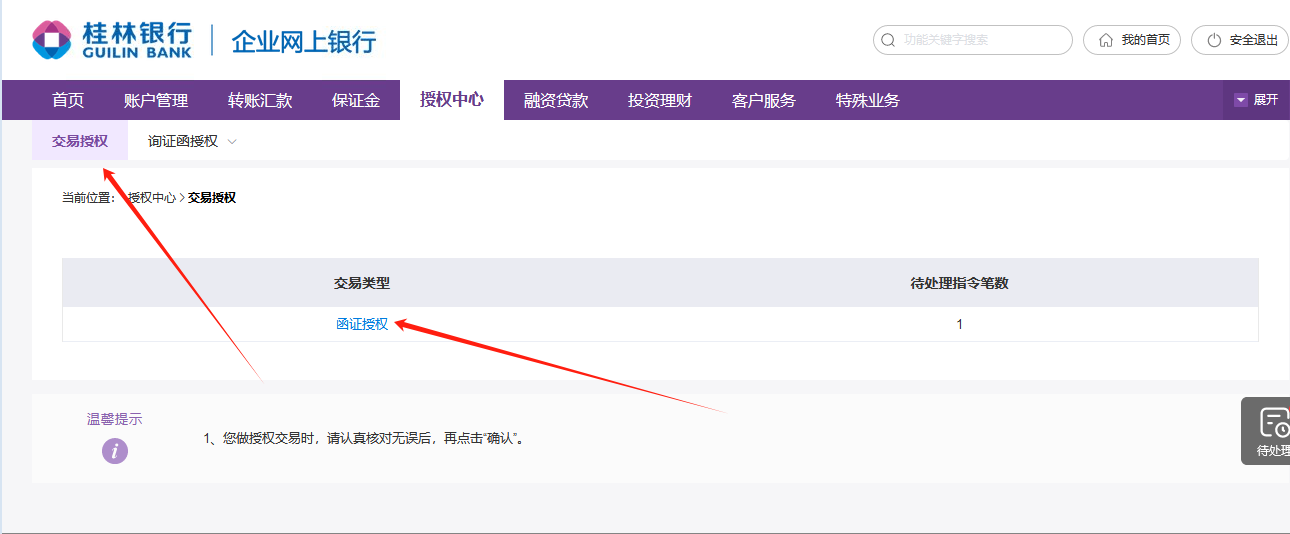 桂林银行
GUILIN BANK
企业网上银行
功能关键字搜索
我的首页
安全退出
首页 账户管理 转账汇款 保证金 授权中心 融资贷款 投资理财 客户服务 特殊业务 展开
交易授权 询证函授权
当前位置： 授权中心 > 交易授权
交易类型 待处理指令笔数
函证授权 1
温馨提示
i
1、您做授权交易时，请认真核对无误后，再点击“确认”。
待处理